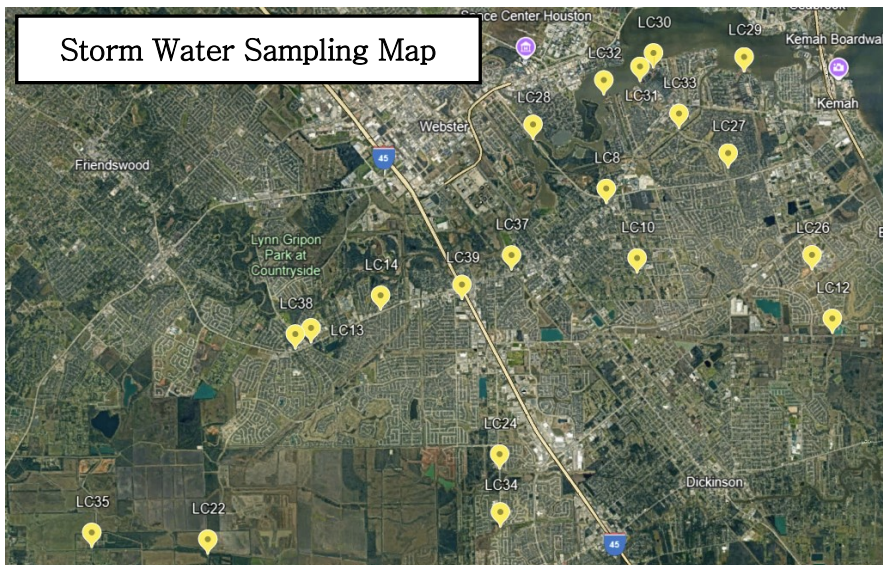 Storm Water Sampling Map
Space Center Houston
LC30
LC29
Kemah Boardwal
LC32
LC31
LC33
Kemah
LC28
Webster
LC27
45
Friendswood
LC8
LC37
LC10
LC26
Lynn Gripon
Park at
Countryside
LC14
LC39
LC12
LC38
LC13
LC24
LC34
Dickinson
LC35
LC22
45